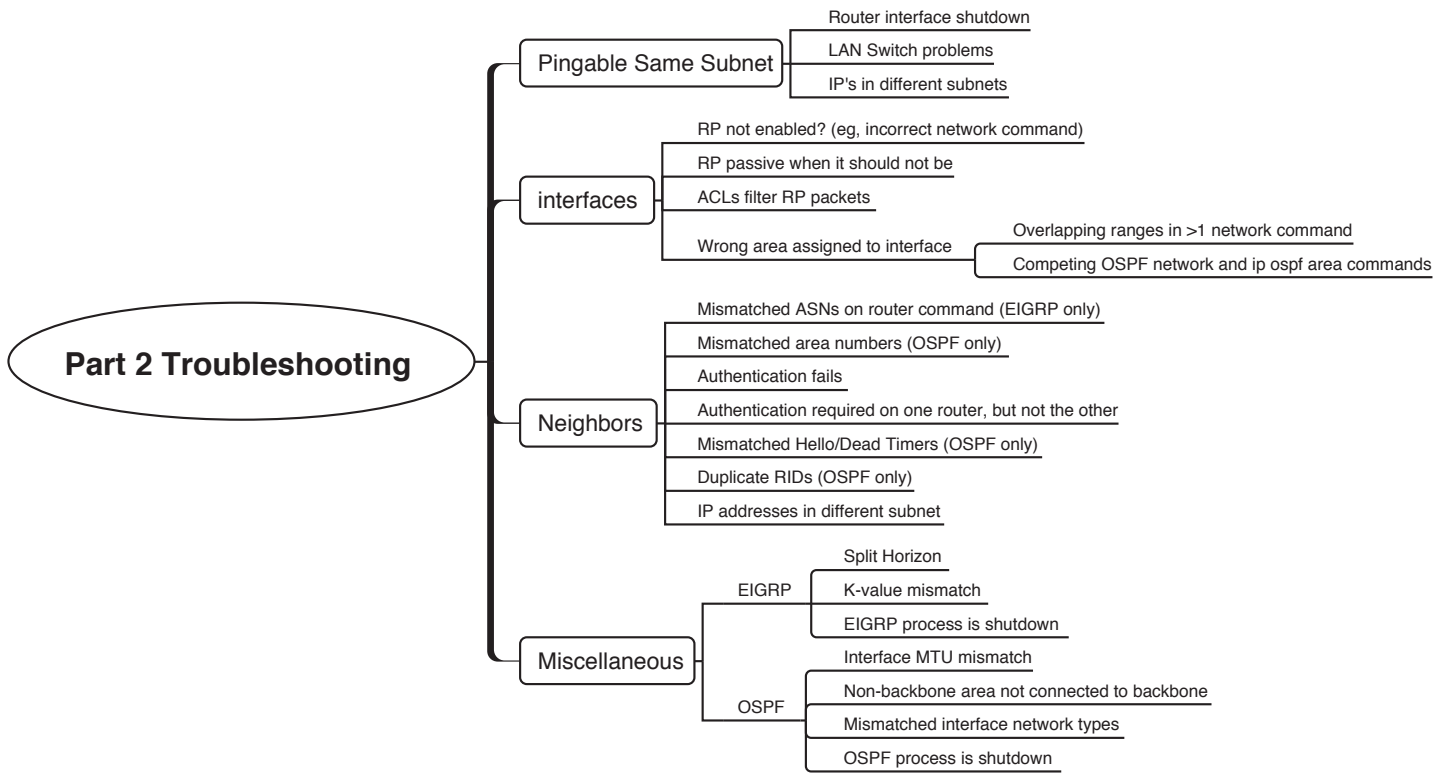 Part 2 Troubleshooting
Pingable Same Subnet
Router interface shutdown
LAN Switch problems
IP's in different subnets
interfaces
RP not enabled? (eg, incorrect network command)
RP passive when it should not be
ACLs filter RP packets
Wrong area assigned to interface
Overlapping ranges in >1 network command
Competing OSPF network and ip ospf area commands
Neighbors
Mismatched ASNs on router command (EIGRP only)
Mismatched area numbers (OSPF only)
Authentication fails
Authentication required on one router, but not the other
Mismatched Hello/Dead Timers (OSPF only)
Duplicate RIDs (OSPF only)
IP addresses in different subnet
Miscellaneous
EIGRP
Split Horizon
K-value mismatch
EIGRP process is shutdown
OSPF
Interface MTU mismatch
Non-backbone area not connected to backbone
Mismatched interface network types
OSPF process is shutdown